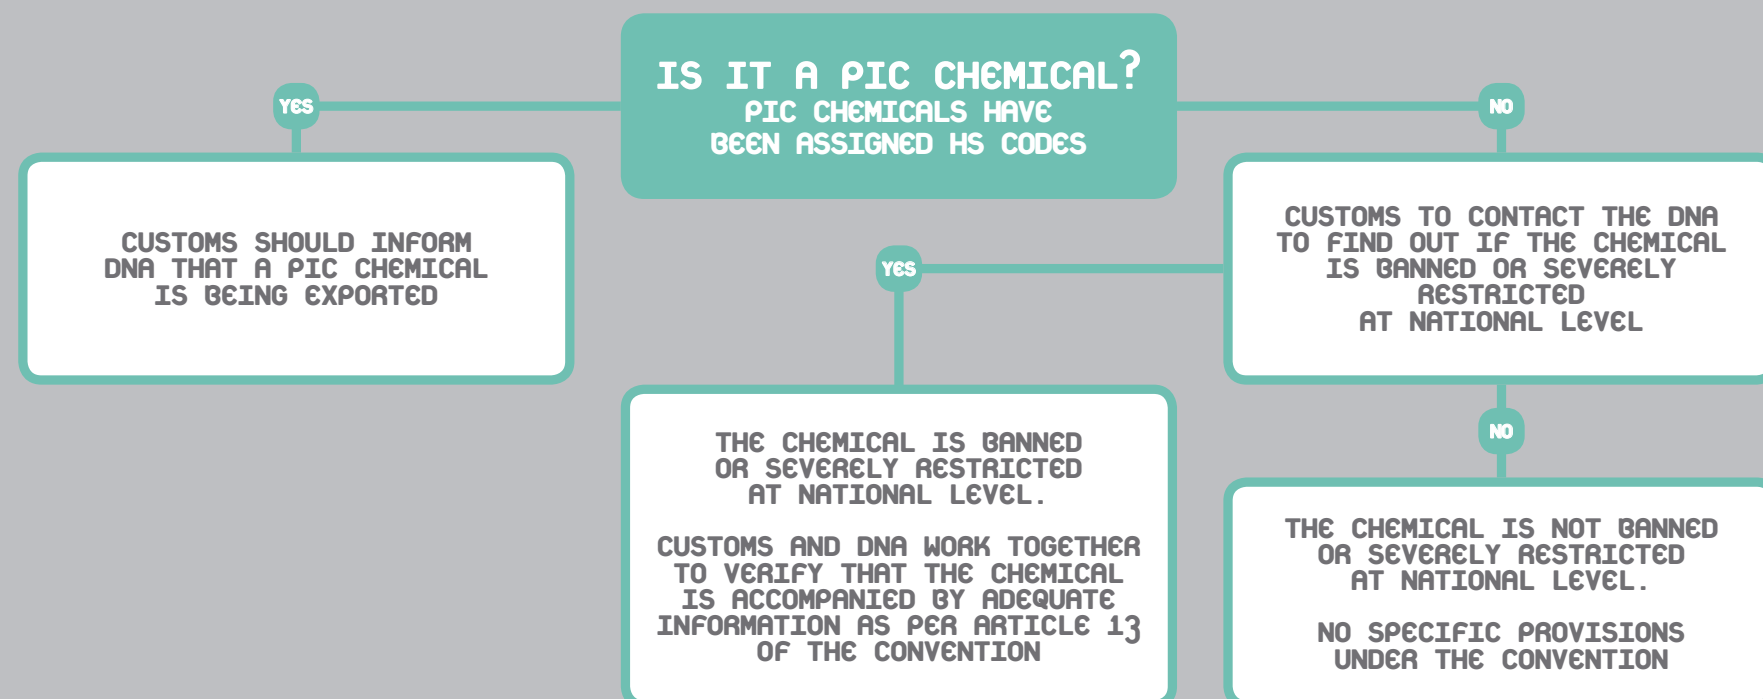 IS IT A PIC CHEMICAL?
PIC CHEMICALS HAVE
BEEN ASSIGNED HS CODES
YES
NO
CUSTOMS SHOULD INFORM
DNA THAT A PIC CHEMICAL
IS BEING EXPORTED
CUSTOMS TO CONTACT THE DNA
TO FIND OUT IF THE CHEMICAL
IS BANNED OR SEVERELY
RESTRICTED
AT NATIONAL LEVEL
YES
NO
THE CHEMICAL IS BANNED
OR SEVERELY RESTRICTED
AT NATIONAL LEVEL.
CUSTOMS AND DNA WORK TOGETHER
TO VERIFY THAT THE CHEMICAL
IS ACCOMPANIED BY ADEQUATE
INFORMATION AS PER ARTICLE 13
OF THE CONVENTION
THE CHEMICAL IS NOT BANNED
OR SEVERELY RESTRICTED
AT NATIONAL LEVEL.
NO SPECIFIC PROVISIONS
UNDER THE CONVENTION